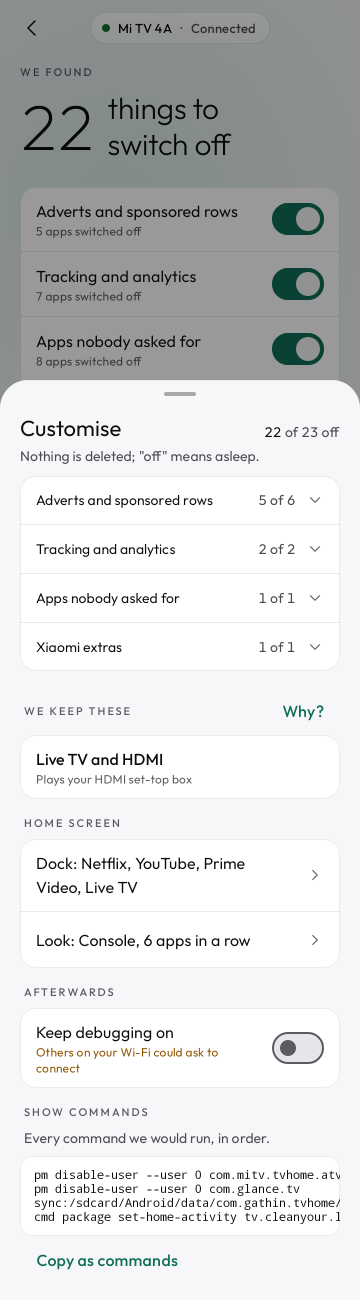 Mi TV 4A · Connected
WE FOUND
22 things to
switch off
Adverts and sponsored rows
5 apps switched off
Tracking and analytics
7 apps switched off
Apps nobody asked for
8 apps switched off
Customise
22 of 23 off
Nothing is deleted; "off" means asleep.
Adverts and sponsored rows 5 of 6
Tracking and analytics 2 of 2
Apps nobody asked for 1 of 1
Xiaomi extras 1 of 1
WE KEEP THESE Why?
Live TV and HDMI
Plays your HDMI set-top box
HOME SCREEN
Dock: Netflix, YouTube, Prime
Video, Live TV
Look: Console, 6 apps in a row
AFTERWARDS
Keep debugging on
Others on your Wi-Fi could ask to
connect
SHOW COMMANDS
Every command we would run, in order.
pm disable-user --user 0 com.mitv.tvhome.atv
pm disable-user --user 0 com.glance.tv
sync:/sdcard/Android/data/com.gathin.tvhome/
cmd package set-home-activity tv.cleanyour.l
Copy as commands